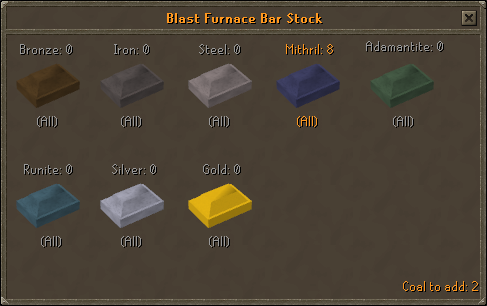 Blast Furnace Bar Stock
Bronze: 0 Iron: 0 Steel: 0 Mithril: 8 Adamantite: 0
(All) (All) (All) (All) (All)
Runite: 0 Silver: 0 Gold: 0
(All) (All) (All)
Coal to add: 2